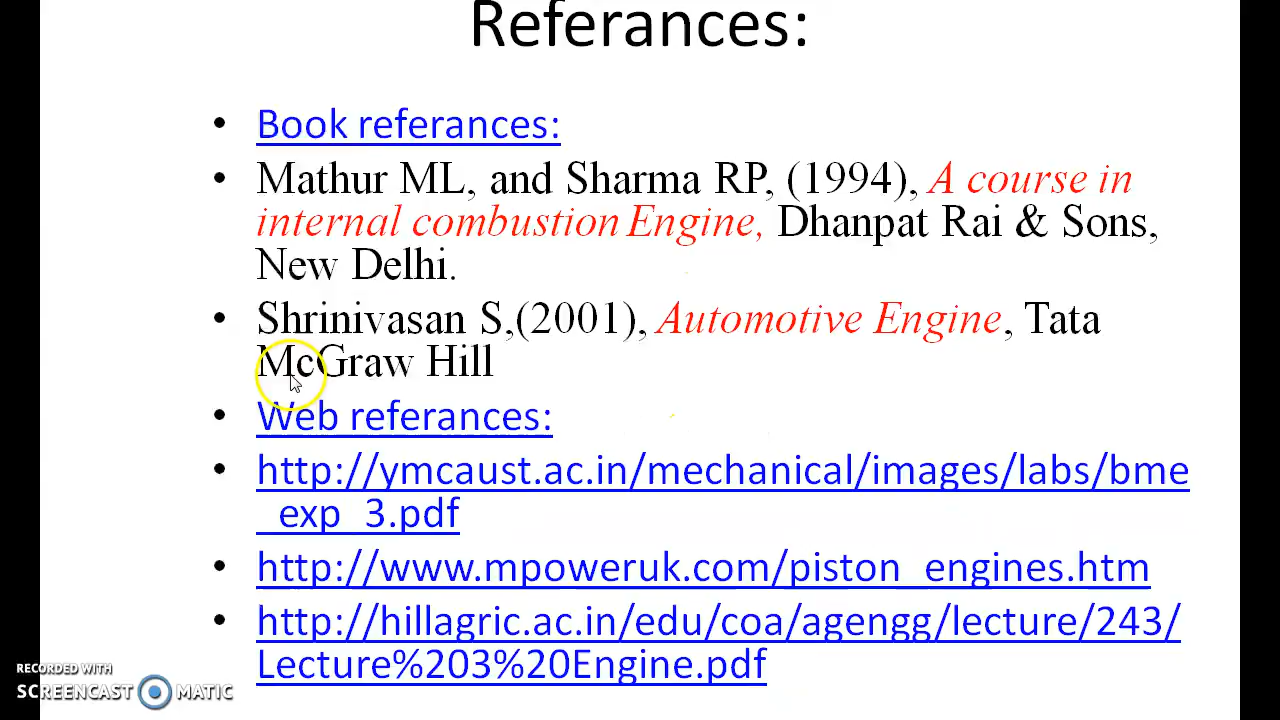 Referances:
• Book referances:
• Mathur ML, and Sharma RP, (1994), A course in
internal combustion Engine, Dhanpat Rai & Sons,
New Delhi.
• Shrinivasan S,(2001), Automotive Engine, Tata
McGraw Hill
• Web referances:
• http://ymcaust.ac.in/mechanical/images/labs/bme
_exp_3.pdf
• http://www.mpoweruk.com/piston_engines.htm
• http://hillagric.ac.in/edu/coa/agengg/lecture/243/
Lecture%203%20Engine.pdf
RECORDED WITH
SCREENCAST MATIC